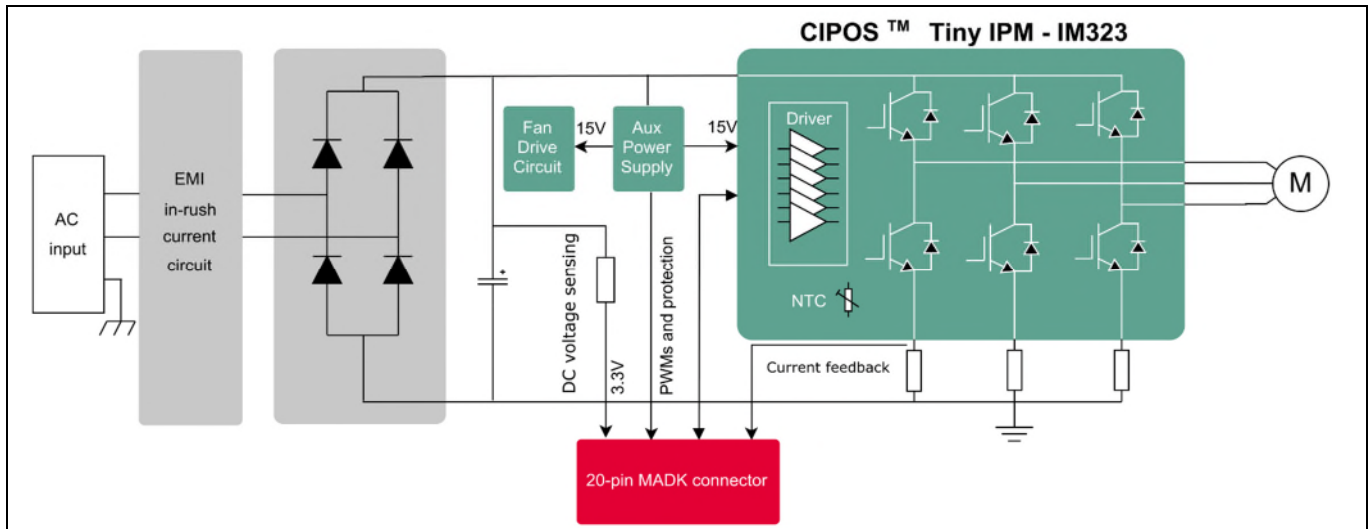 CIPOS ™ Tiny IPM - IM323
AC
input
EMI
in-rush
current
circuit
Fan
Drive
Circuit
15V
Aux
Power
Supply
15V
Driver
NTC
M
DC voltage sensing
3.3V
PWMs and protection
Current feedback
+
20-pin MADK connector